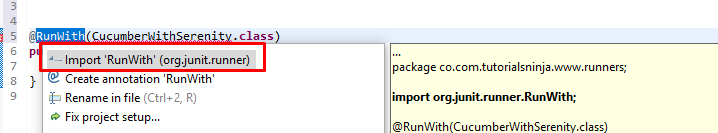 3
4
5 @RunWith(CucumberWithSerenity.class)
6 pu
Import 'RunWith' (org.junit.runner)
7
Create annotation 'RunWith'
8 }
Rename in file (Ctrl+2, R)
9
Fix project setup...
...
package co.com.tutorialsninja.www.runners;
import org.junit.runner.RunWith;
@RunWith(CucumberWithSerenity.class)